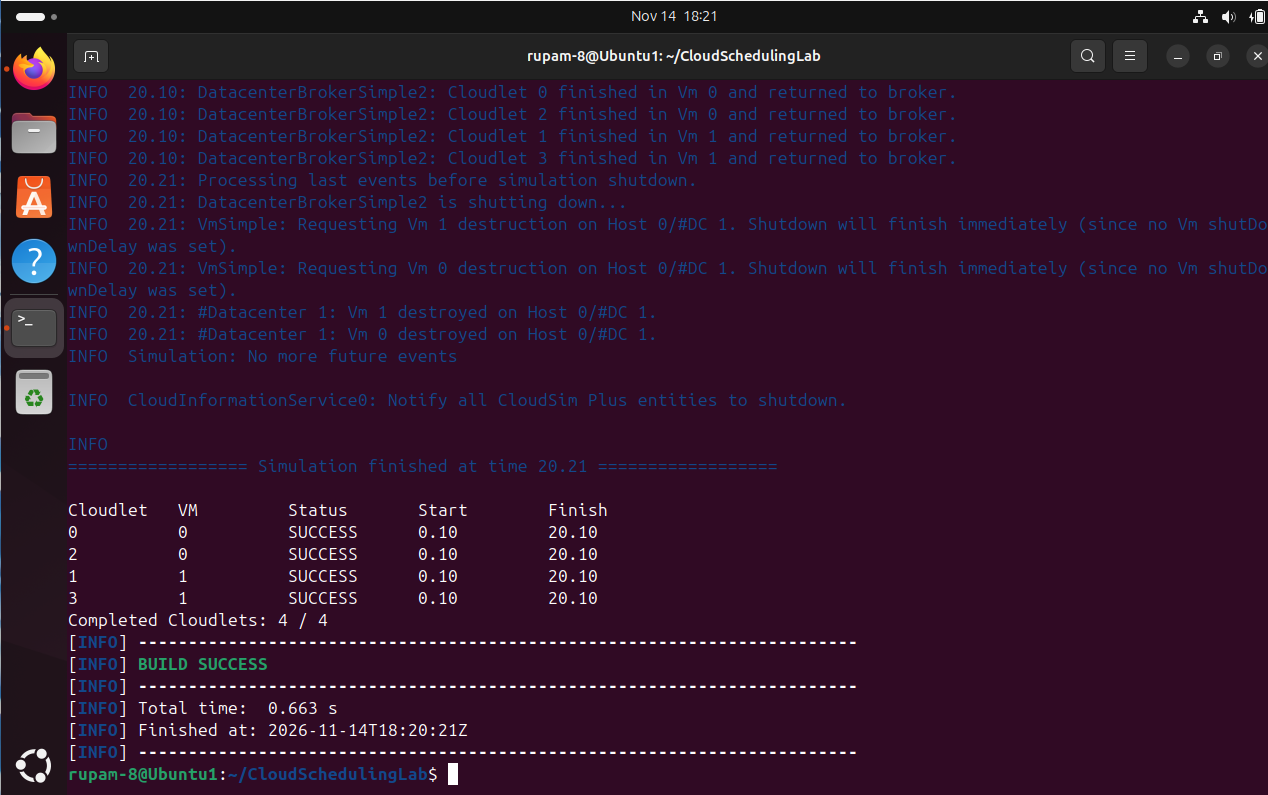 Nov 14 18:21
rupam-8@Ubuntu1: ~/CloudSchedulingLab
INFO  20.10: DatacenterBrokerSimple2: Cloudlet 0 finished in Vm 0 and returned to broker.
INFO  20.10: DatacenterBrokerSimple2: Cloudlet 2 finished in Vm 0 and returned to broker.
INFO  20.10: DatacenterBrokerSimple2: Cloudlet 1 finished in Vm 1 and returned to broker.
INFO  20.10: DatacenterBrokerSimple2: Cloudlet 3 finished in Vm 1 and returned to broker.
INFO  20.21: Processing last events before simulation shutdown.
INFO  20.21: DatacenterBrokerSimple2 is shutting down...
INFO  20.21: VmSimple: Requesting Vm 1 destruction on Host 0/#DC 1. Shutdown will finish immediately (since no Vm shutDo
wnDelay was set).
INFO  20.21: VmSimple: Requesting Vm 0 destruction on Host 0/#DC 1. Shutdown will finish immediately (since no Vm shutDo
wnDelay was set).
INFO  20.21: #Datacenter 1: Vm 1 destroyed on Host 0/#DC 1.
INFO  20.21: #Datacenter 1: Vm 0 destroyed on Host 0/#DC 1.
INFO  Simulation: No more future events
INFO  CloudInformationService0: Notify all CloudSim Plus entities to shutdown.
INFO
================== Simulation finished at time 20.21 ==================
Cloudlet   VM         Status       Start        Finish
0          0          SUCCESS      0.10         20.10
2          0          SUCCESS      0.10         20.10
1          1          SUCCESS      0.10         20.10
3          1          SUCCESS      0.10         20.10
Completed Cloudlets: 4 / 4
[INFO] ------------------------------------------------------------------------
[INFO] BUILD SUCCESS
[INFO] ------------------------------------------------------------------------
[INFO] Total time:  0.663 s
[INFO] Finished at: 2026-11-14T18:20:21Z
[INFO] ------------------------------------------------------------------------
rupam-8@Ubuntu1:~/CloudSchedulingLab$